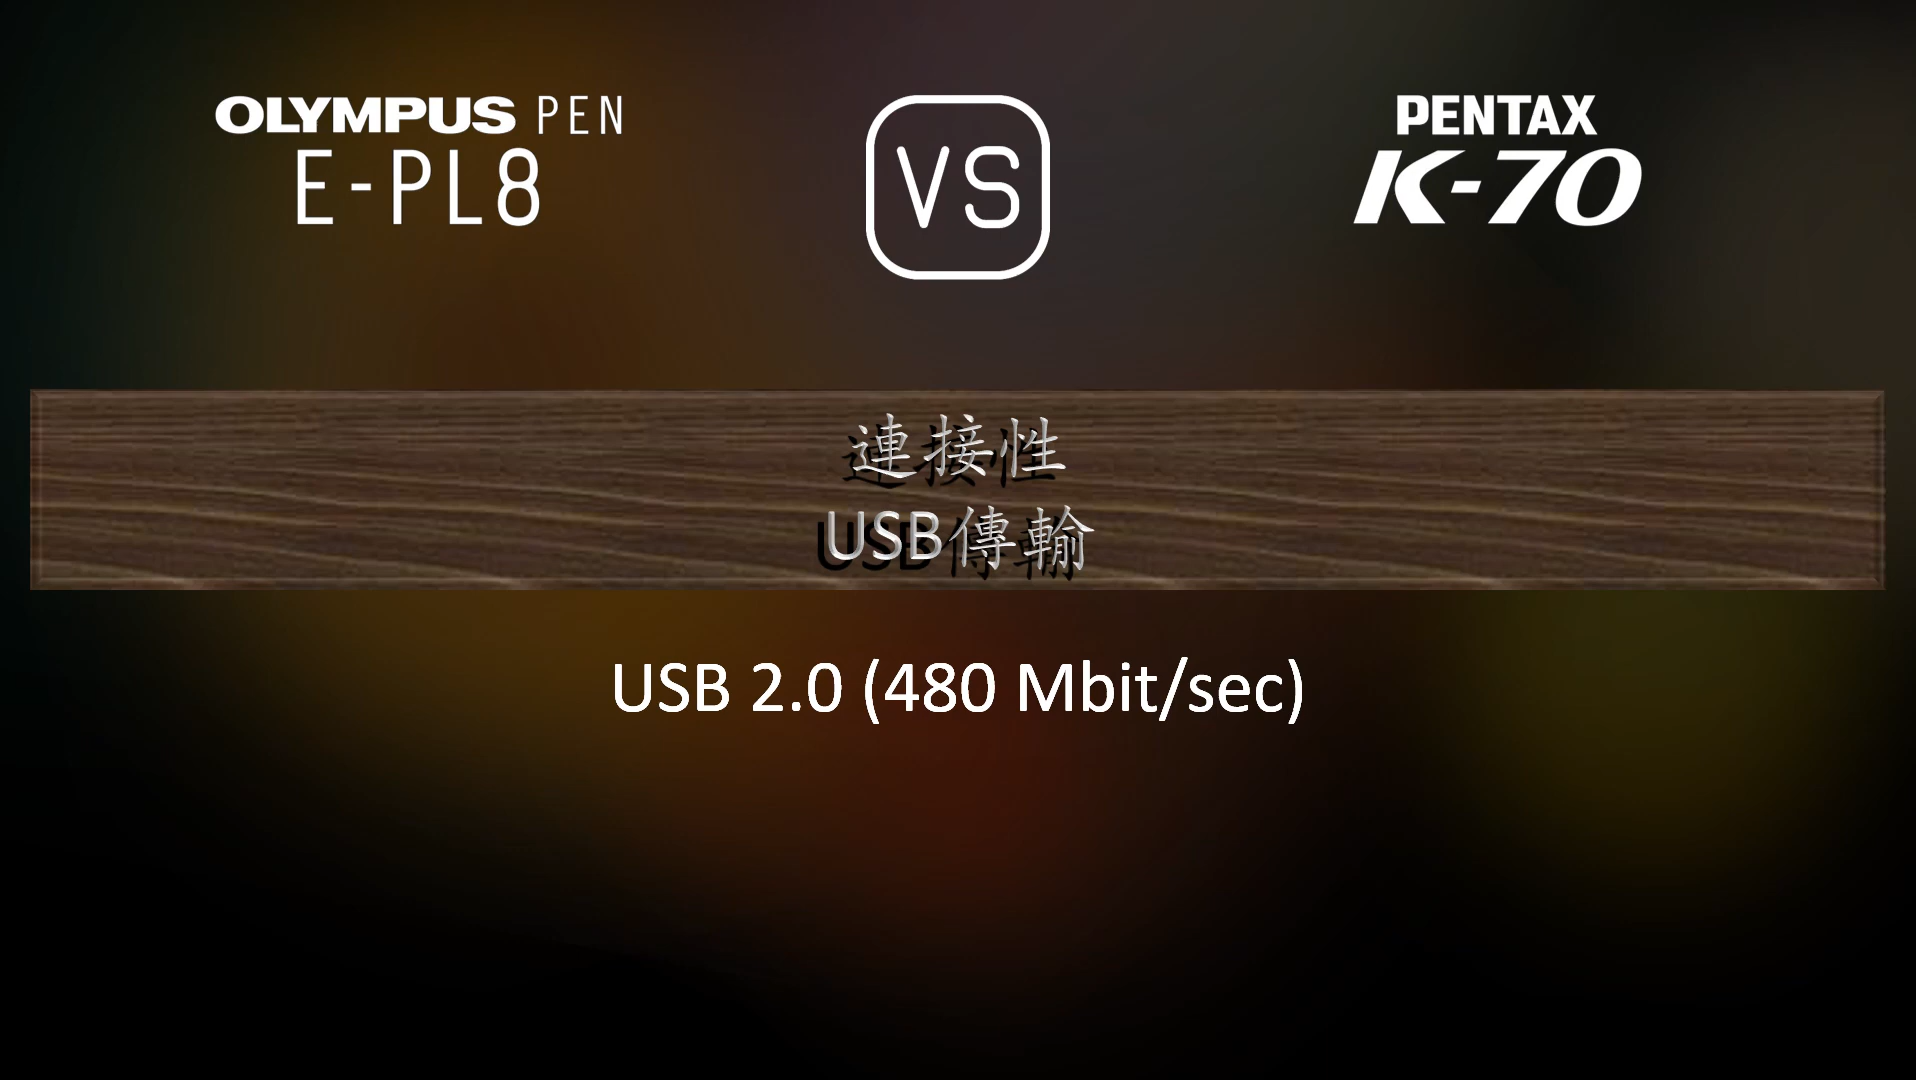 OLYMPUS PEN
E-PL8
VS
PENTAX
K-70
連接性
USB傳輸
USB 2.0 (480 Mbit/sec)